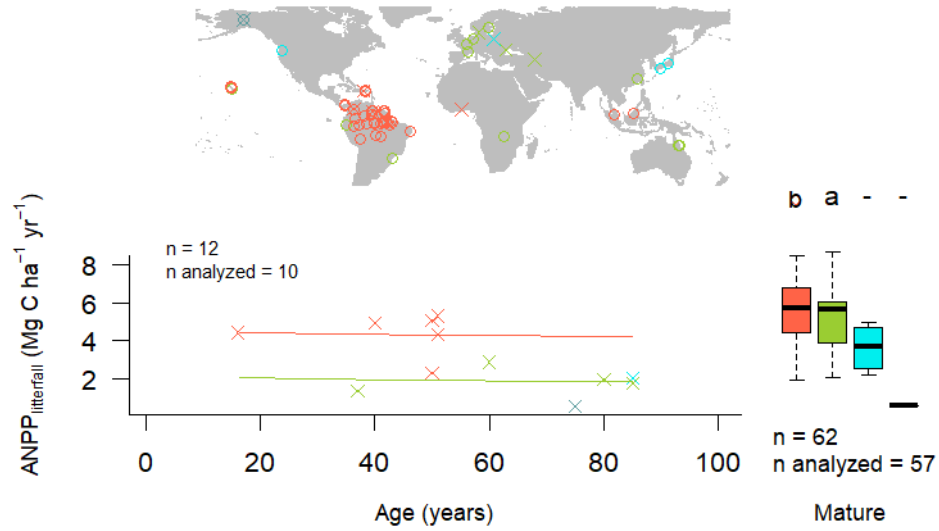 b a - -
ANPP litterfall (Mg C ha⁻¹ yr⁻¹)
n = 12
n analyzed = 10
8
6
4
2
0 20 40 60 80 100
Age (years)
n = 62
n analyzed = 57
Mature